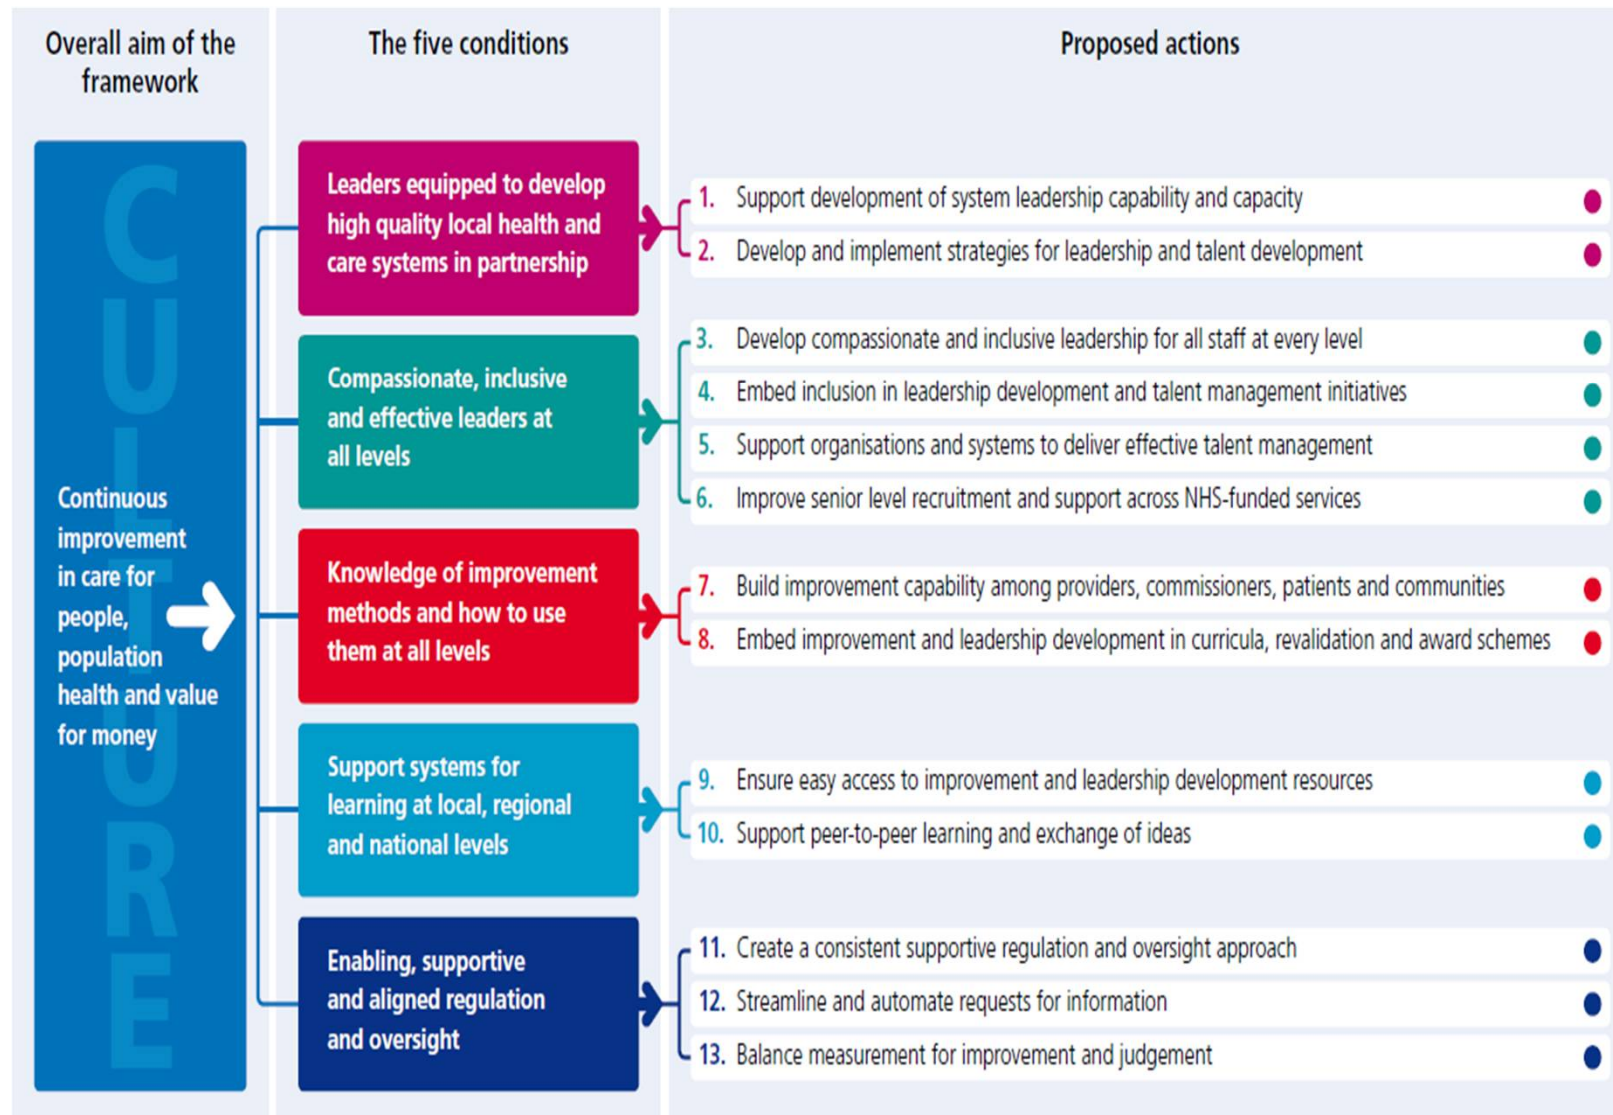 Overall aim of the
framework
The five conditions
Proposed actions
CULTURE
Continuous
improvement
in care for
people,
population
health and value
for money
Leaders equipped to develop
high quality local health and
care systems in partnership
1. Support development of system leadership capability and capacity
2. Develop and implement strategies for leadership and talent development
Compassionate, inclusive
and effective leaders at
all levels
3. Develop compassionate and inclusive leadership for all staff at every level
4. Embed inclusion in leadership development and talent management initiatives
5. Support organisations and systems to deliver effective talent management
6. Improve senior level recruitment and support across NHS-funded services
Knowledge of improvement
methods and how to use
them at all levels
7. Build improvement capability among providers, commissioners, patients and communities
8. Embed improvement and leadership development in curricula, revalidation and award schemes
Support systems for
learning at local, regional
and national levels
9. Ensure easy access to improvement and leadership development resources
10. Support peer-to-peer learning and exchange of ideas
Enabling, supportive
and aligned regulation
and oversight
11. Create a consistent supportive regulation and oversight approach
12. Streamline and automate requests for information
13. Balance measurement for improvement and judgement